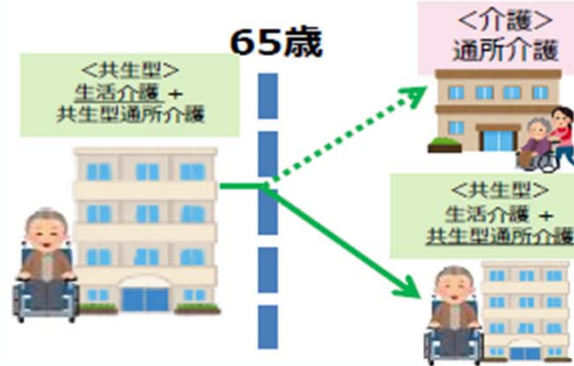 65歳
＜共生型＞
生活介護 +
共生型通所介護
＜介護＞
通所介護
＜共生型＞
生活介護 +
共生型通所介護